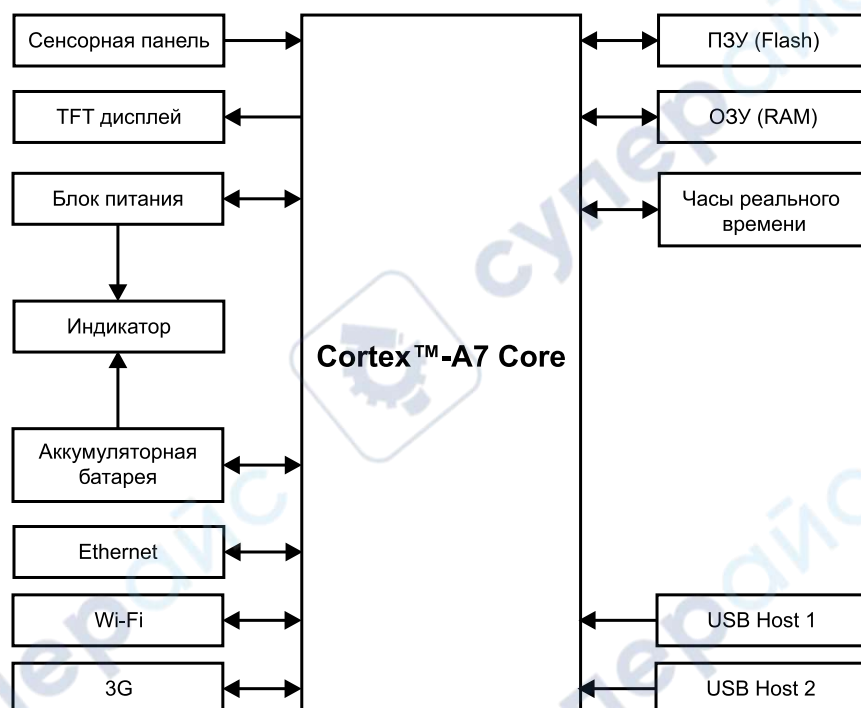 Сенсорная панель
TFT дисплей
Блок питания
Индикатор
Аккумуляторная
батарея
Ethernet
Wi-Fi
3G
Cortex™-A7 Core
ПЗУ (Flash)
ОЗУ (RAM)
Часы реального
времени
USB Host 1
USB Host 2
суперайс